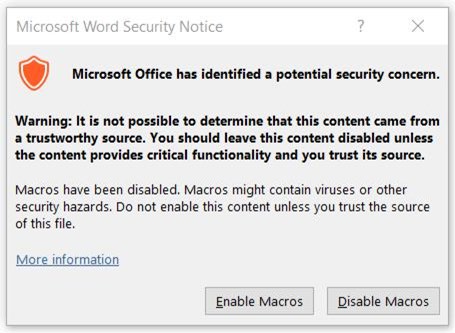 Microsoft Word Security Notice
Microsoft Office has identified a potential security concern.
Warning: It is not possible to determine that this content came from
a trustworthy source. You should leave this content disabled unless
the content provides critical functionality and you trust its source.
Macros have been disabled. Macros might contain viruses or other
security hazards. Do not enable this content unless you trust the source
of this file.
More information
Enable Macros
Disable Macros